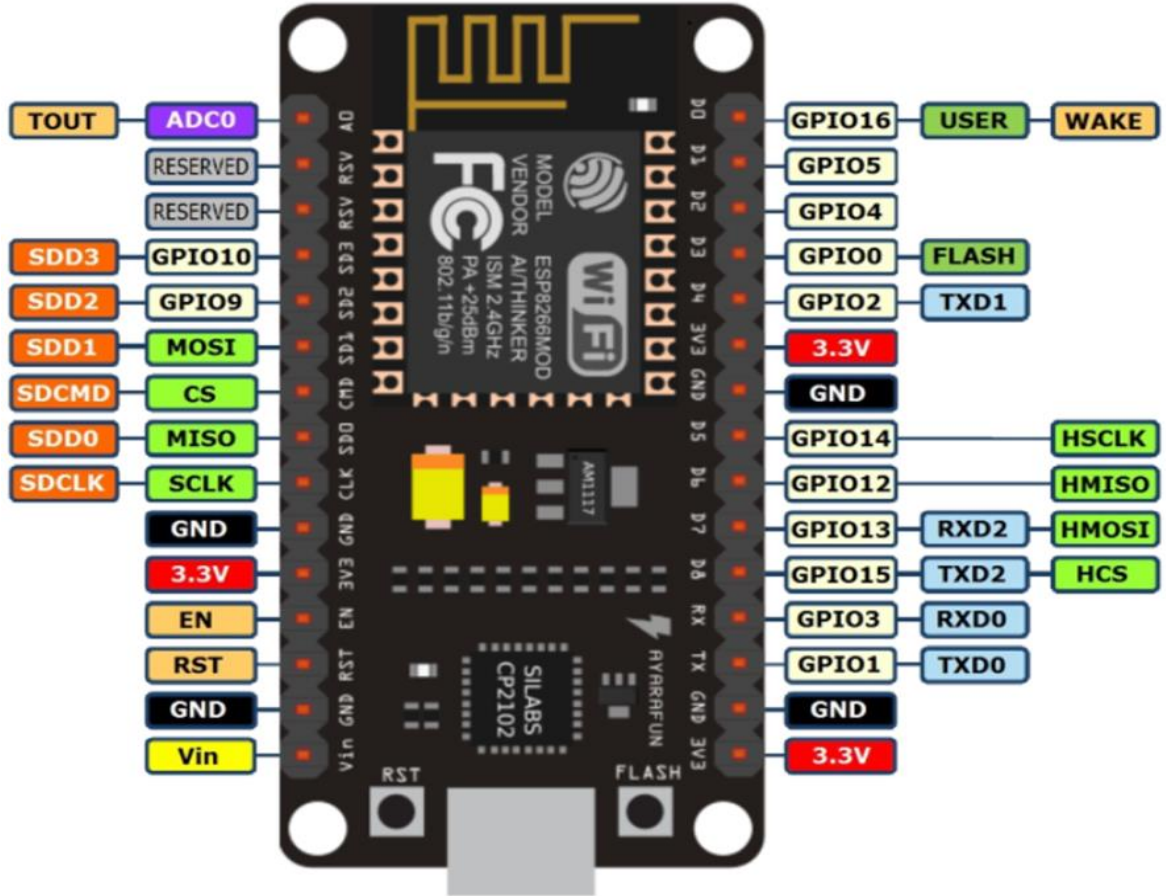 TOUT ADC0 A0
RESERVED RSV
RESERVED RSV
SDD3 GPIO10 SD3
SDD2 GPIO9 SD2
SDD1 MOSI SD1
SDCMD CS CMD
SDD0 MISO SD0
SDCLK SCLK CLK
GND GND
3.3V 3V3
EN EN
RST RST
GND GND
Vin Vin
MODEL ESP8266MOD
VENDOR AI/THINKER
ISM 2.4GHz
PA +25dBm
802.11b/g/n
FC
Wi Fi
AM1117
SILABS
CP2102
AYARAFUN
RST
FLASH
D0 GPIO16 USER WAKE
D1 GPIO5
D2 GPIO4
D3 GPIO0 FLASH
D4 GPIO2 TXD1
3V3 3.3V
GND GND
D5 GPIO14 HSCLK
D6 GPIO12 HMISO
D7 GPIO13 RXD2 HMOSI
D8 GPIO15 TXD2 HCS
RX GPIO3 RXD0
TX GPIO1 TXD0
GND GND
3V3 3.3V